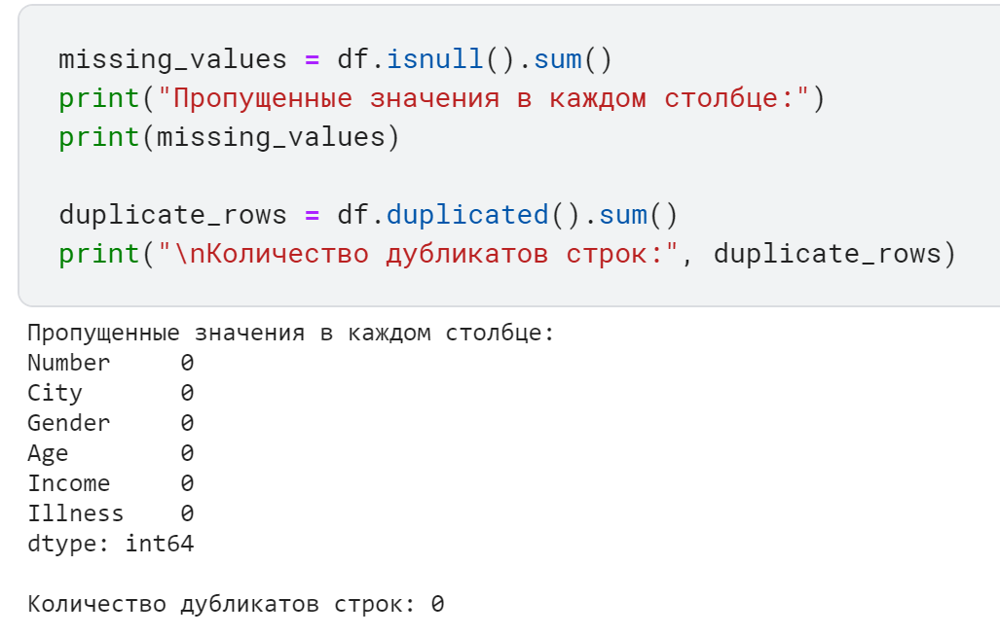 missing_values = df.isnull().sum()
print("Пропущенные значения в каждом столбце:")
print(missing_values)
duplicate_rows = df.duplicated().sum()
print("\nКоличество дубликатов строк:", duplicate_rows)
Пропущенные значения в каждом столбце:
Number     0
City       0
Gender     0
Age        0
Income     0
Illness    0
dtype: int64
Количество дубликатов строк: 0